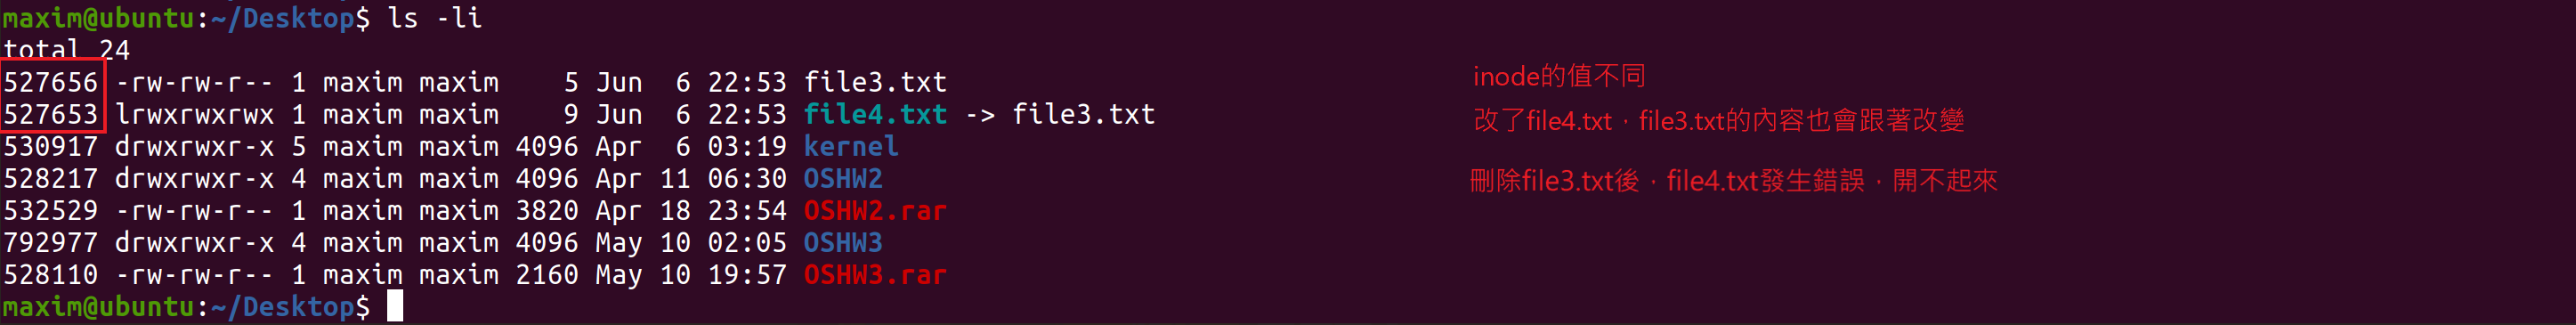 maxim@ubuntu:~/Desktop$ ls -li
total 24
527656 -rw-rw-r-- 1 maxim maxim    5 Jun  6 22:53 file3.txt
527653 lrwxrwxrwx 1 maxim maxim    9 Jun  6 22:53 file4.txt -> file3.txt
530917 drwxrwxr-x 5 maxim maxim 4096 Apr  6 03:19 kernel
528217 drwxrwxr-x 4 maxim maxim 4096 Apr 11 06:30 OSHW2
532529 -rw-rw-r-- 1 maxim maxim 3820 Apr 18 23:54 OSHW2.rar
792977 drwxrwxr-x 4 maxim maxim 4096 May 10 02:05 OSHW3
528110 -rw-rw-r-- 1 maxim maxim 2160 May 10 19:57 OSHW3.rar
maxim@ubuntu:~/Desktop$
inode的值不同
改了file4.txt，file3.txt的內容也會跟著改變
刪除file3.txt後，file4.txt發生錯誤，開不起來